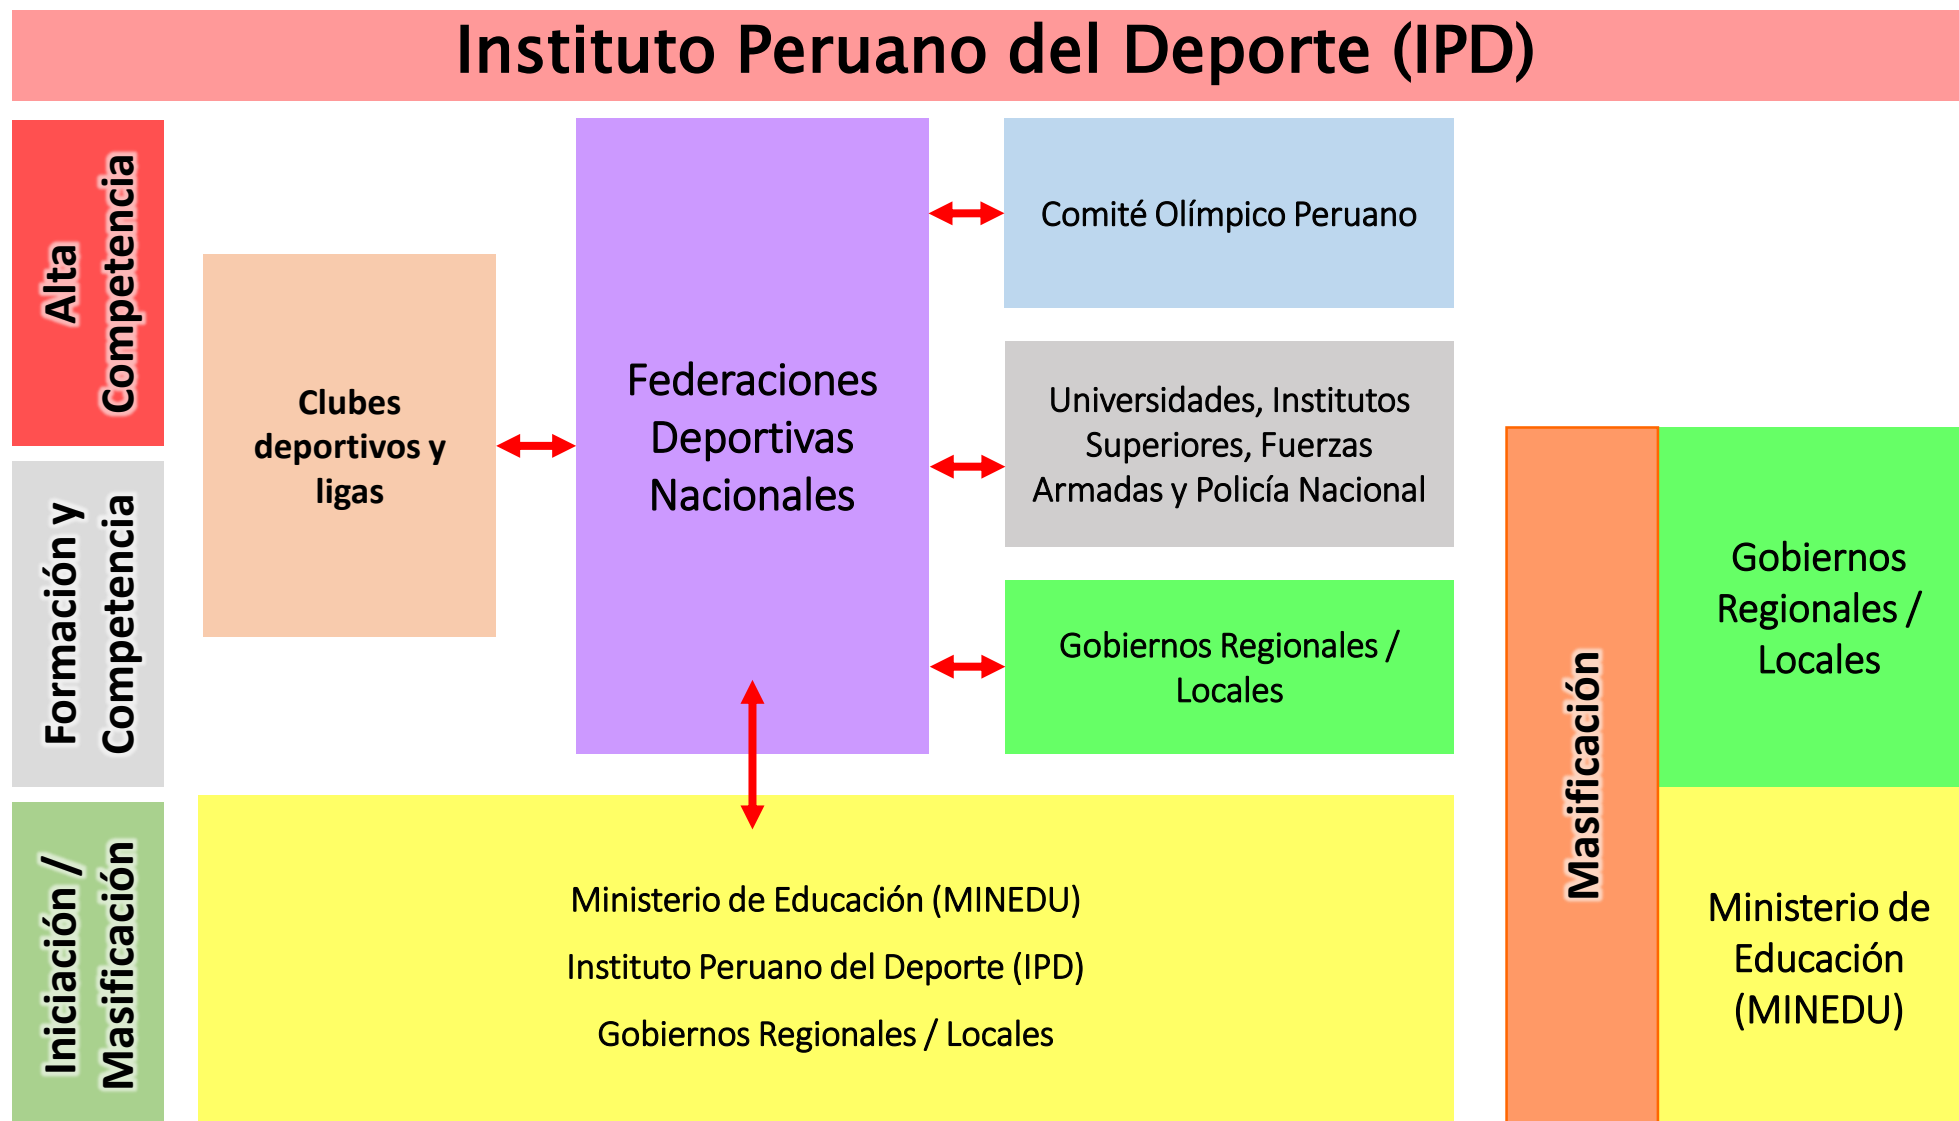 Instituto Peruano del Deporte (IPD)
Alta
Competencia
Formación y
Competencia
Iniciación /
Masificación
Clubes
deportivos y
ligas
Federaciones
Deportivas
Nacionales
Comité Olímpico Peruano
Universidades, Institutos
Superiores, Fuerzas
Armadas y Policía Nacional
Gobiernos Regionales /
Locales
Ministerio de Educación (MINEDU)
Instituto Peruano del Deporte (IPD)
Gobiernos Regionales / Locales
Masificación
Gobiernos
Regionales /
Locales
Ministerio de
Educación
(MINEDU)